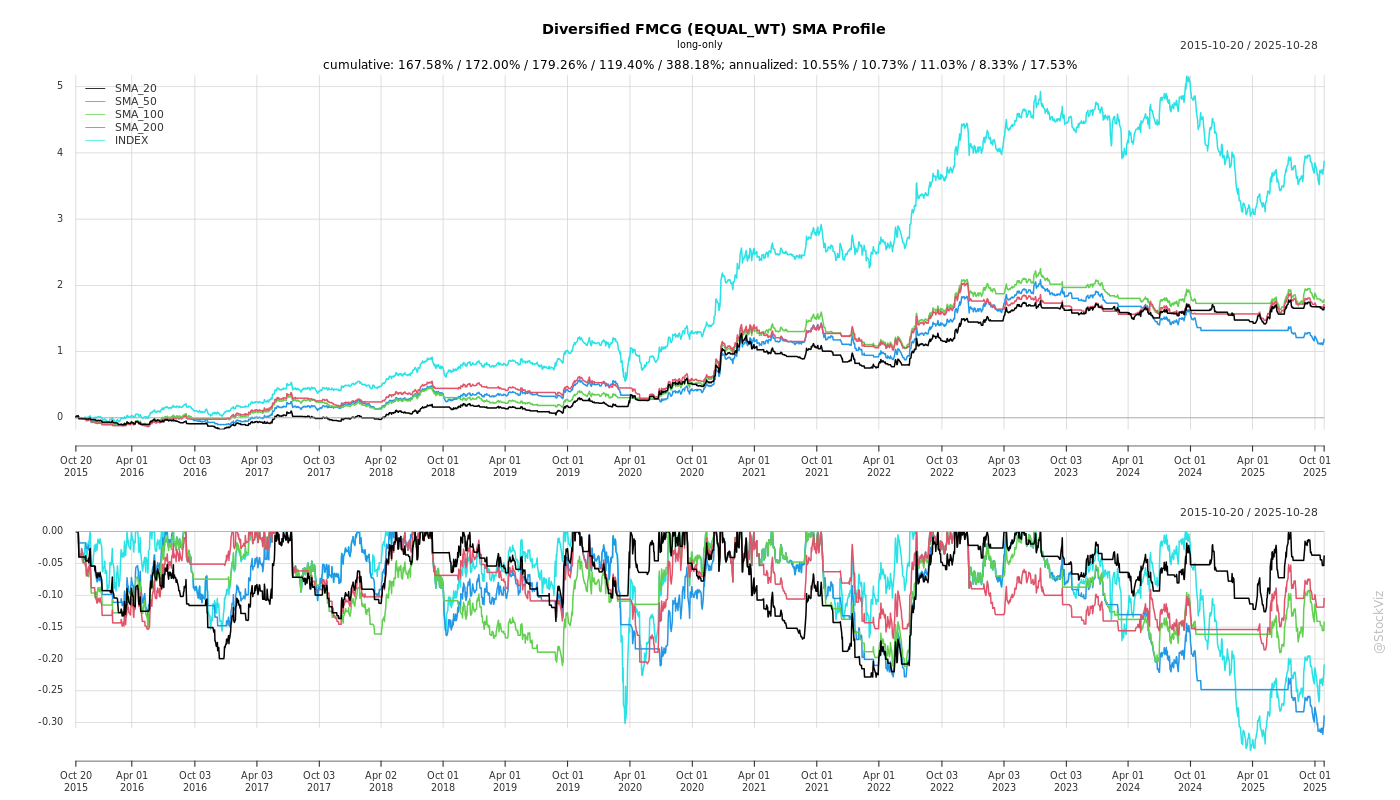 Diversified FMCG (EQUAL_WT) SMA Profile
long-only
2015-10-20 / 2025-10-28
cumulative: 167.58% / 172.00% / 179.26% / 119.40% / 388.18%; annualized: 10.55% / 10.73% / 11.03% / 8.33% / 17.53%
SMA_20
SMA_50
SMA_100
SMA_200
INDEX
5
4
3
2
1
0
Oct 20 Apr 01 Oct 03 Apr 03 Oct 03 Apr 02 Oct 01 Apr 01 Oct 01 Apr 01 Oct 01 Apr 01 Oct 01 Apr 01 Oct 03 Apr 03 Oct 03 Apr 01 Oct 01 Apr 01 Oct 01
2015 2016 2016 2017 2017 2018 2018 2019 2019 2020 2020 2021 2021 2022 2022 2023 2023 2024 2024 2025 2025
2015-10-20 / 2025-10-28
0.00
-0.05
-0.10
-0.15
-0.20
-0.25
-0.30
Oct 20 Apr 01 Oct 03 Apr 03 Oct 03 Apr 02 Oct 01 Apr 01 Oct 01 Apr 01 Oct 01 Apr 01 Oct 01 Apr 01 Oct 03 Apr 03 Oct 03 Apr 01 Oct 01 Apr 01 Oct 01
2015 2016 2016 2017 2017 2018 2018 2019 2019 2020 2020 2021 2021 2022 2022 2023 2023 2024 2024 2025 2025
@StockViz